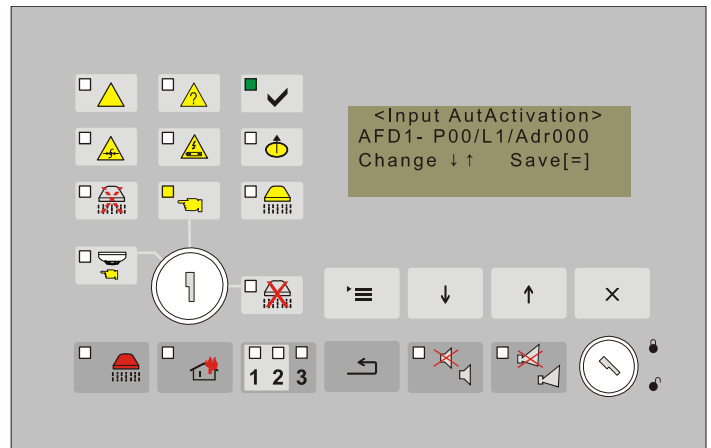 <Input AutActivation>
AFD1- P00/L1/Adr000
Change ↓↑ Save[=]
?
1 2 3